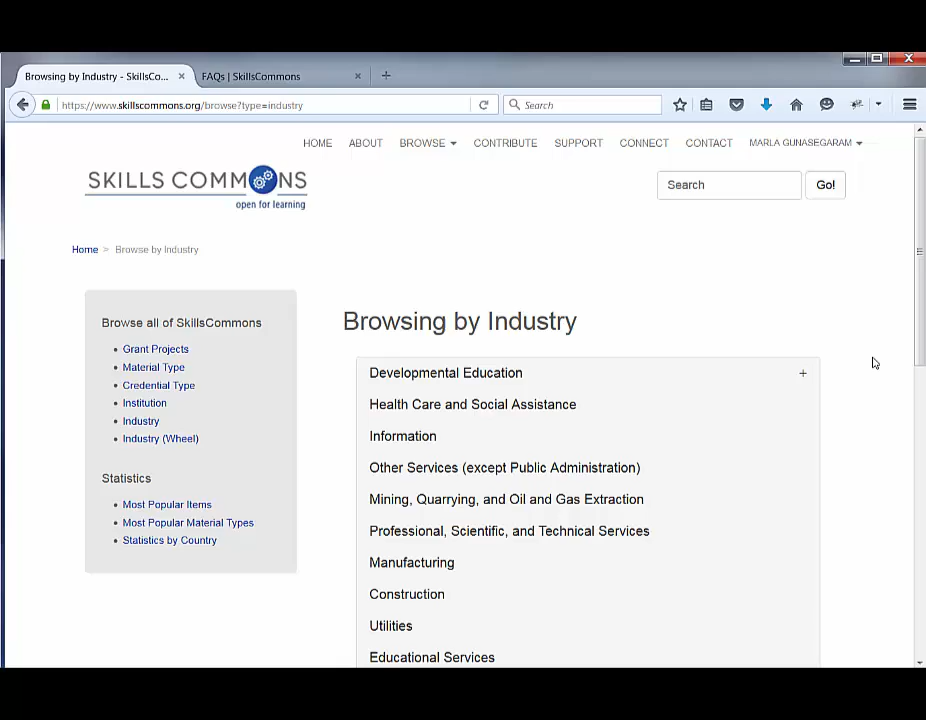 Browsing by Industry - SkillsCo...
FAQs | SkillsCommons
https://www.skillscommons.org/browse?type=industry
Search
HOME ABOUT BROWSE CONTRIBUTE SUPPORT CONNECT CONTACT MARLA GUNASEGARAM
SKILLS COMMONS
open for learning
Search Go!
Home > Browse by Industry
Browse all of SkillsCommons
Grant Projects
Material Type
Credential Type
Institution
Industry
Industry (Wheel)
Statistics
Most Popular Items
Most Popular Material Types
Statistics by Country
Browsing by Industry
Developmental Education +
Health Care and Social Assistance
Information
Other Services (except Public Administration)
Mining, Quarrying, and Oil and Gas Extraction
Professional, Scientific, and Technical Services
Manufacturing
Construction
Utilities
Educational Services